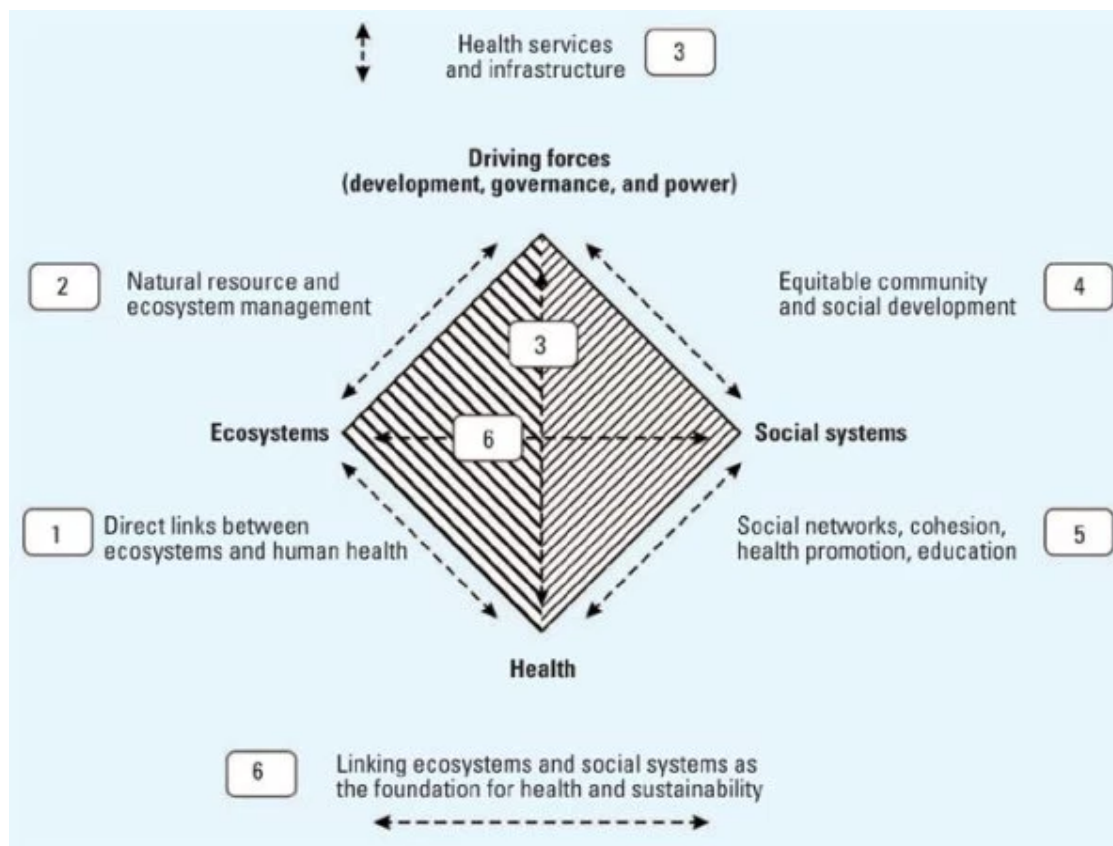 Health services
and infrastructure
3
Driving forces
(development, governance, and power)
2
Natural resource and
ecosystem management
Equitable community
and social development
4
3
Ecosystems
6
Social systems
1
Direct links between
ecosystems and human health
Social networks, cohesion,
health promotion, education
5
Health
6
Linking ecosystems and social systems as
the foundation for health and sustainability